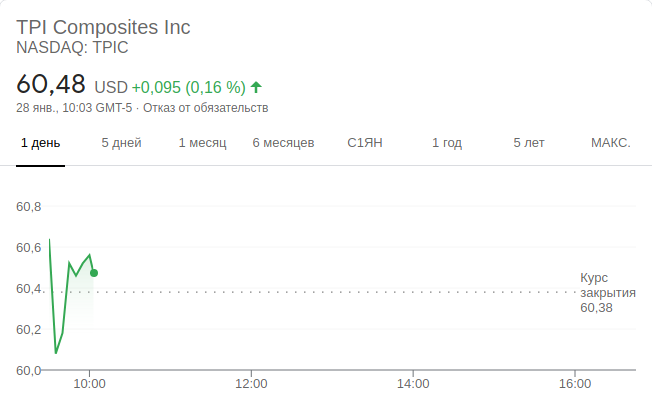 TPI Composites Inc
NASDAQ: TPIC
60,48 USD +0,095 (0,16 %)
28 янв., 10:03 GMT-5 · Отказ от обязательств
1 день 5 дней 1 месяц 6 месяцев С1ЯН 1 год 5 лет МАКС.
60,8
60,6
60,4
60,2
60,0
Курс
закрытия
60,38
10:00 12:00 14:00 16:00